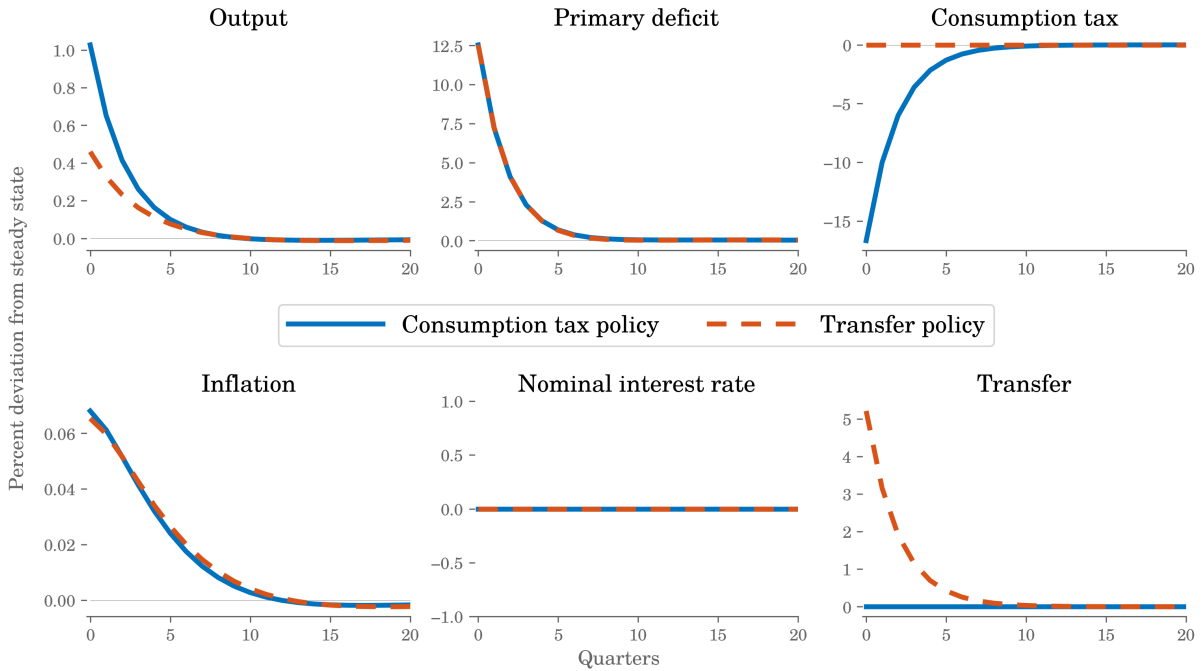 Output
Primary deficit
Consumption tax
1.0
0.8
0.6
0.4
0.2
0.0
0 5 10 15 20
12.5
10.0
7.5
5.0
2.5
0.0
0 5 10 15 20
0
−5
−10
−15
0 5 10 15 20
Percent deviation from steady state
Consumption tax policy
Transfer policy
Inflation
Nominal interest rate
Transfer
0.06
0.04
0.02
0.00
0 5 10 15 20
1.0
0.5
0.0
−0.5
−1.0
0 5 10 15 20
5
4
3
2
1
0
0 5 10 15 20
Quarters